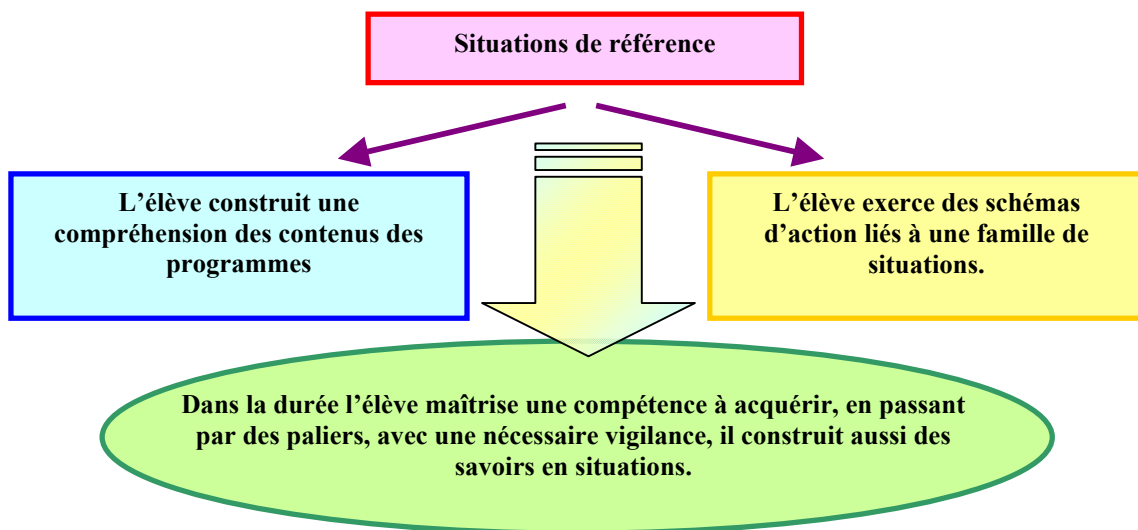 Situations de référence
L’élève construit une
compréhension des contenus des
programmes
L’élève exerce des schémas
d’action liés à une famille de
situations.
Dans la durée l’élève maîtrise une compétence à acquérir, en passant
par des paliers, avec une nécessaire vigilance, il construit aussi des
savoirs en situations.